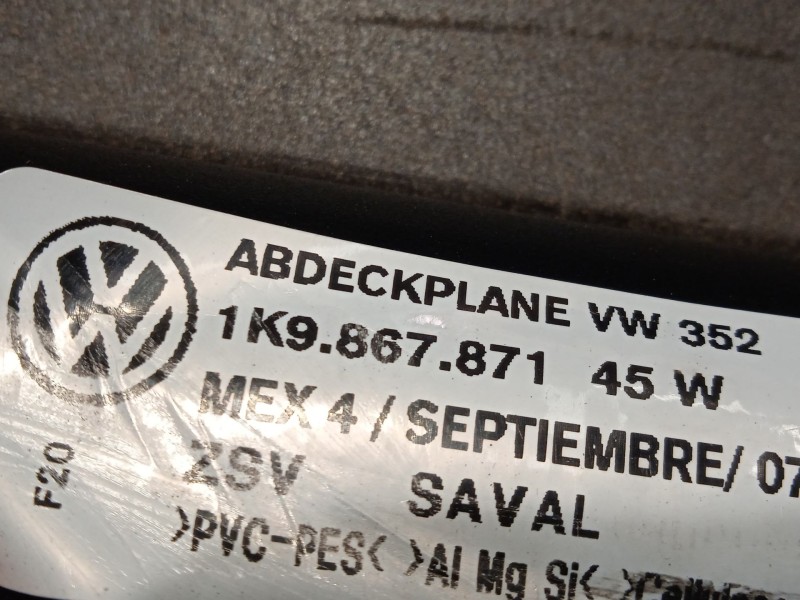 ABDECKPLANE VW 352
1K9.867.871 45 W
MEX 4 / SEPTIEMBRE/ 07
ZSV SAVAL
F20
>PVC-PES< >Al Mg Si<